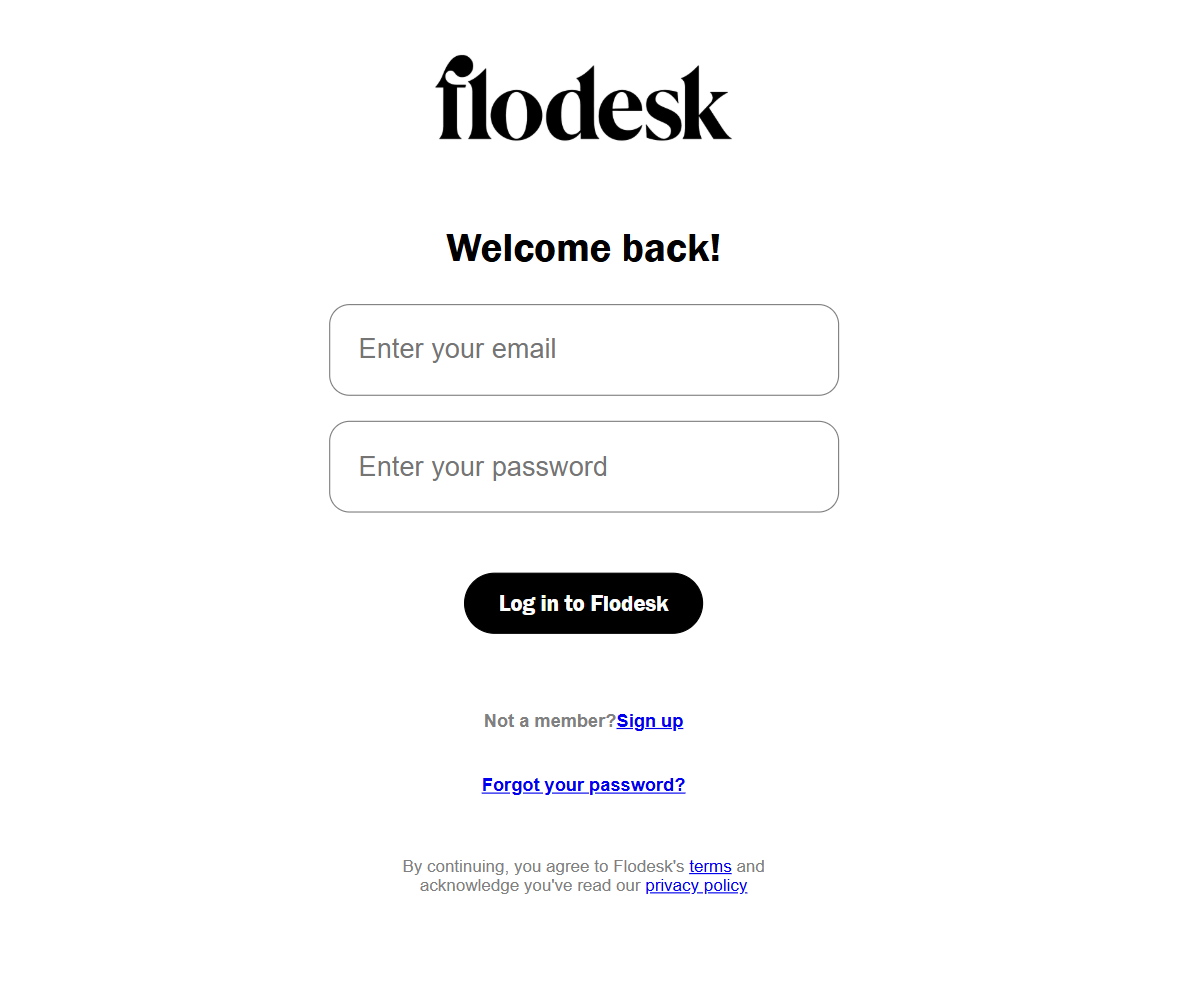 flodesk
Welcome back!
Enter your email
Enter your password
Log in to Flodesk
Not a member?Sign up
Forgot your password?
By continuing, you agree to Flodesk's terms and
acknowledge you've read our privacy policy